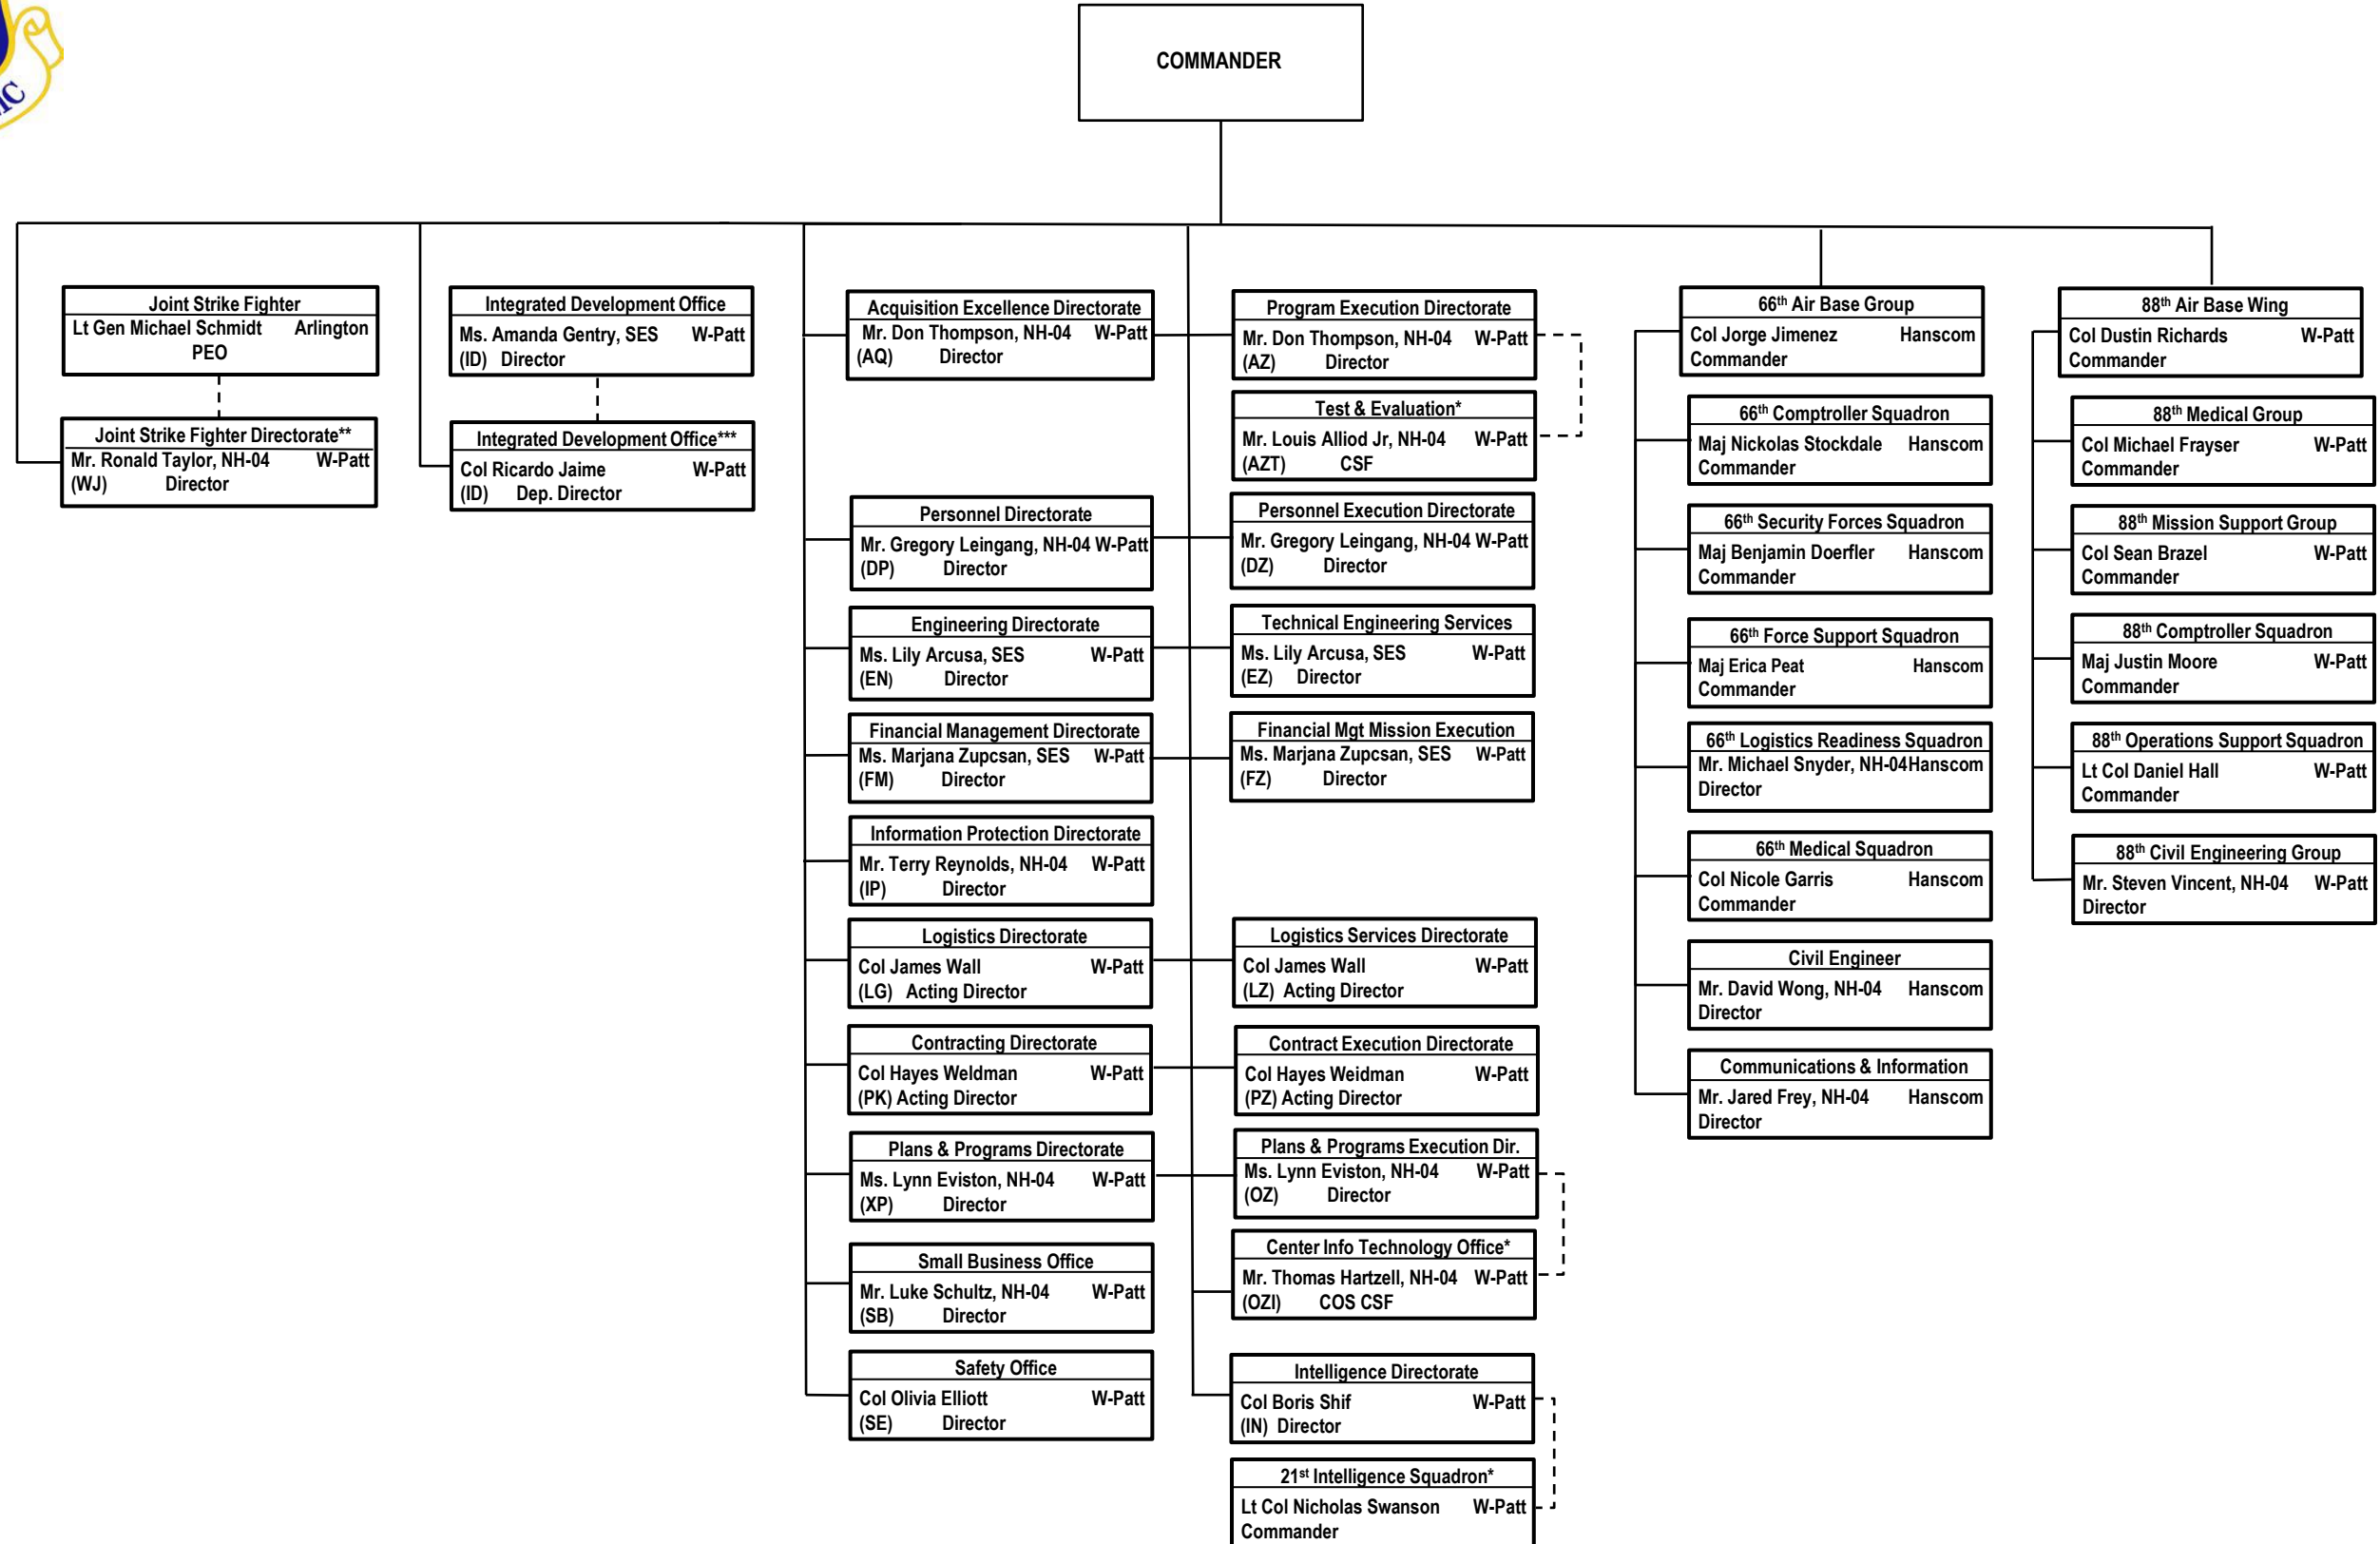 MC
COMMANDER
Joint Strike Fighter
Lt Gen Michael Schmidt Arlington
PEO
Joint Strike Fighter Directorate**
Mr. Ronald Taylor, NH-04 W-Patt
(WJ) Director
Integrated Development Office
Ms. Amanda Gentry, SES W-Patt
(ID) Director
Integrated Development Office***
Col Ricardo Jaime W-Patt
(ID) Dep. Director
Acquisition Excellence Directorate
Mr. Don Thompson, NH-04 W-Patt
(AQ) Director
Personnel Directorate
Mr. Gregory Leingang, NH-04 W-Patt
(DP) Director
Engineering Directorate
Ms. Lily Arcusa, SES W-Patt
(EN) Director
Financial Management Directorate
Ms. Marjana Zupcsan, SES W-Patt
(FM) Director
Information Protection Directorate
Mr. Terry Reynolds, NH-04 W-Patt
(IP) Director
Logistics Directorate
Col James Wall W-Patt
(LG) Acting Director
Contracting Directorate
Col Hayes Weldman W-Patt
(PK) Acting Director
Plans & Programs Directorate
Ms. Lynn Eviston, NH-04 W-Patt
(XP) Director
Small Business Office
Mr. Luke Schultz, NH-04 W-Patt
(SB) Director
Safety Office
Col Olivia Elliott W-Patt
(SE) Director
Program Execution Directorate
Mr. Don Thompson, NH-04 W-Patt
(AZ) Director
Test & Evaluation*
Mr. Louis Alliod Jr, NH-04 W-Patt
(AZT) CSF
Personnel Execution Directorate
Mr. Gregory Leingang, NH-04 W-Patt
(DZ) Director
Technical Engineering Services
Ms. Lily Arcusa, SES W-Patt
(EZ) Director
Financial Mgt Mission Execution
Ms. Marjana Zupcsan, SES W-Patt
(FZ) Director
Logistics Services Directorate
Col James Wall W-Patt
(LZ) Acting Director
Contract Execution Directorate
Col Hayes Weidman W-Patt
(PZ) Acting Director
Plans & Programs Execution Dir.
Ms. Lynn Eviston, NH-04 W-Patt
(OZ) Director
Center Info Technology Office*
Mr. Thomas Hartzell, NH-04 W-Patt
(OZI) COS CSF
Intelligence Directorate
Col Boris Shif W-Patt
(IN) Director
21st Intelligence Squadron*
Lt Col Nicholas Swanson W-Patt
Commander
66th Air Base Group
Col Jorge Jimenez Hanscom
Commander
66th Comptroller Squadron
Maj Nickolas Stockdale Hanscom
Commander
66th Security Forces Squadron
Maj Benjamin Doerfler Hanscom
Commander
66th Force Support Squadron
Maj Erica Peat Hanscom
Commander
66th Logistics Readiness Squadron
Mr. Michael Snyder, NH-04Hanscom
Director
66th Medical Squadron
Col Nicole Garris Hanscom
Commander
Civil Engineer
Mr. David Wong, NH-04 Hanscom
Director
Communications & Information
Mr. Jared Frey, NH-04 Hanscom
Director
88th Air Base Wing
Col Dustin Richards W-Patt
Commander
88th Medical Group
Col Michael Frayser W-Patt
Commander
88th Mission Support Group
Col Sean Brazel W-Patt
Commander
88th Comptroller Squadron
Maj Justin Moore W-Patt
Commander
88th Operations Support Squadron
Lt Col Daniel Hall W-Patt
Commander
88th Civil Engineering Group
Mr. Steven Vincent, NH-04 W-Patt
Director